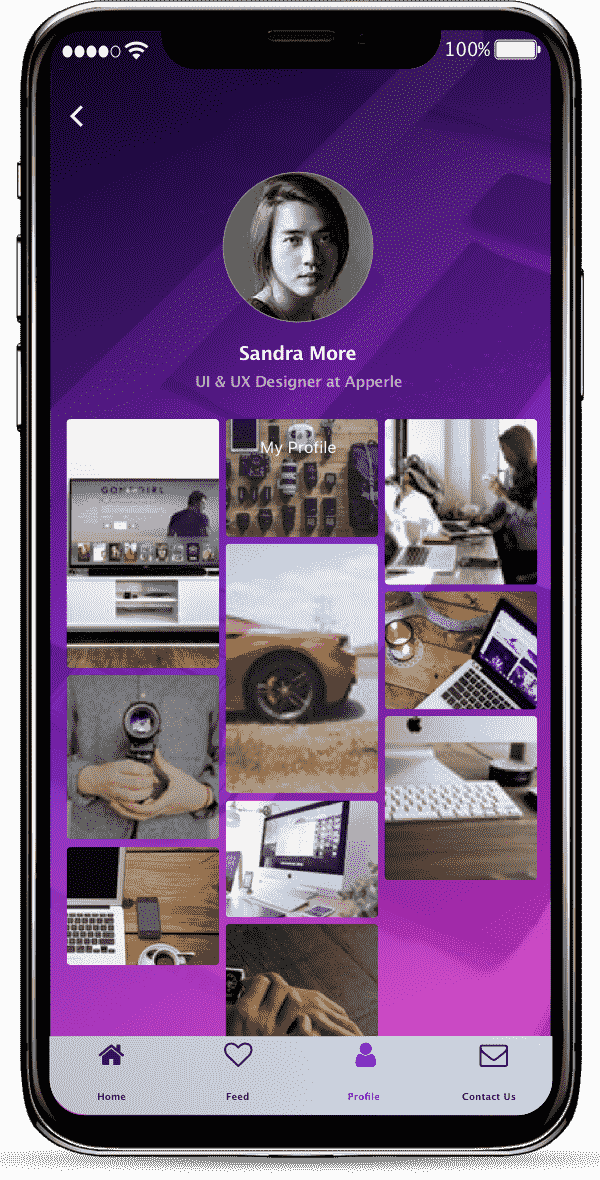 100%
Sandra More
UI & UX Designer at Apperle
My Profile
GONE GIRL
Home
Feed
Profile
Contact Us